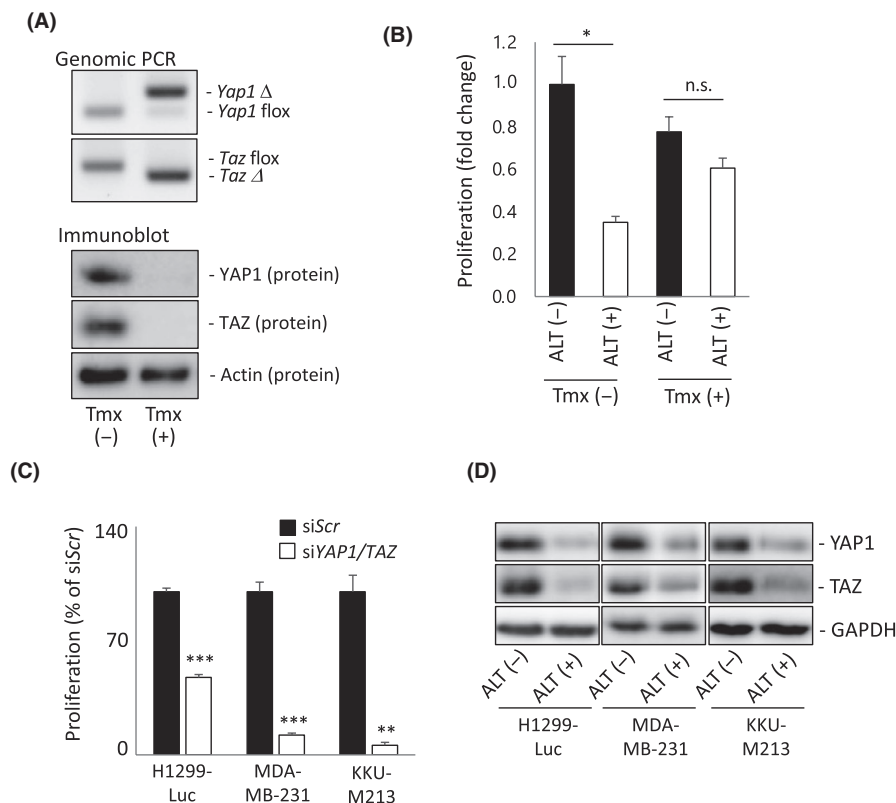 (A)
Genomic PCR
- Yap1 Δ
- Yap1 flox
- Taz flox
- Taz Δ
Immunoblot
- YAP1 (protein)
- TAZ (protein)
- Actin (protein)
Tmx Tmx
(−) (+)
(B)
Proliferation (fold change)
1.2
1.0
0.8
0.6
0.4
0.2
0.0
*
n.s.
ALT (−) ALT (+) ALT (−) ALT (+)
Tmx (−) Tmx (+)
(C)
Proliferation (% of siScr)
140
70
0
siScr
siYAP1/TAZ
***
***
**
H1299- MDA- KKU-
Luc MB-231 M213
(D)
- YAP1
- TAZ
- GAPDH
ALT (−) ALT (+) ALT (−) ALT (+) ALT (−) ALT (+)
H1299- MDA- KKU-
Luc MB-231 M213